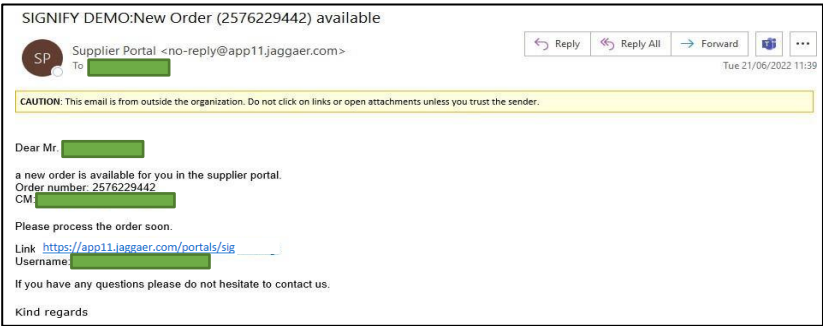 SIGNIFY DEMO:New Order (2576229442) available
SP
Supplier Portal <no-reply@app11.jaggaer.com>
To
Reply
Reply All
Forward
Tue 21/06/2022 11:39
CAUTION: This email is from outside the organization. Do not click on links or open attachments unless you trust the sender.
Dear Mr.
a new order is available for you in the supplier portal.
Order number: 2576229442
CM:
Please process the order soon.
Link https://app11.jaggaer.com/portals/sig
Username:
If you have any questions please do not hesitate to contact us.
Kind regards